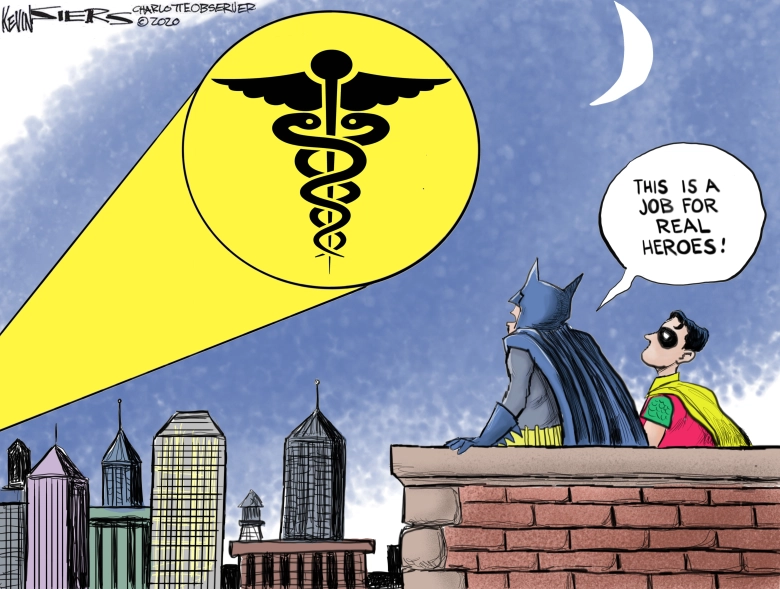 KEVIN SIERS
CHARLOTTE OBSERVER
©2020
THIS IS A
JOB FOR
REAL
HEROES!